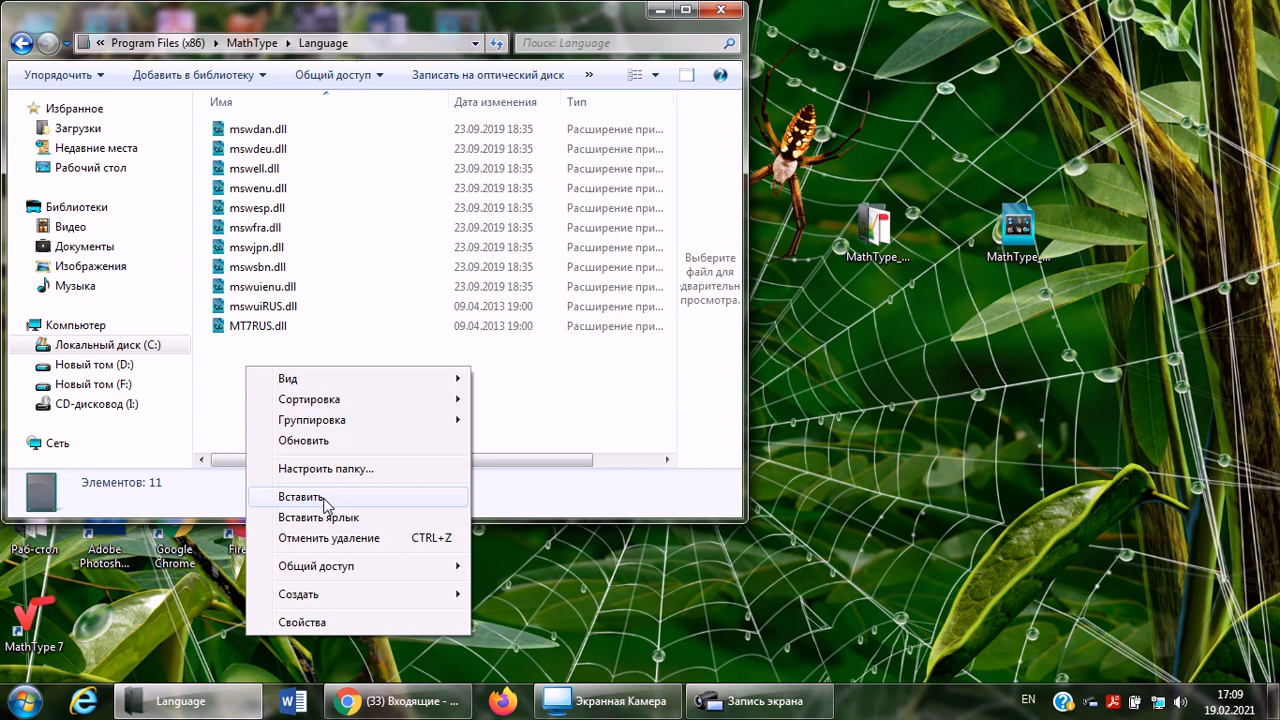 « Program Files (x86) MathType Language
Поиск: Language
Упорядочить Добавить в библиотеку Общий доступ Записать на оптический диск »
Избранное
Загрузки
Недавние места
Рабочий стол
Библиотеки
Видео
Документы
Изображения
Музыка
Компьютер
Локальный диск (C:)
Новый том (D:)
Новый том (F:)
CD-дисковод (I:)
Сеть
Имя Дата изменения Тип
mswdan.dll 23.09.2019 18:35 Расширение при...
mswdeu.dll 23.09.2019 18:35 Расширение при...
mswell.dll 23.09.2019 18:35 Расширение при...
mswenu.dll 23.09.2019 18:35 Расширение при...
mswesp.dll 23.09.2019 18:35 Расширение при...
mswfra.dll 23.09.2019 18:35 Расширение при...
mswjpn.dll 23.09.2019 18:35 Расширение при...
mswsbn.dll 23.09.2019 18:35 Расширение при...
mswuienu.dll 23.09.2019 18:35 Расширение при...
mswuiRUS.dll 09.04.2013 19:00 Расширение при...
MT7RUS.dll 09.04.2013 19:00 Расширение при...
Выберите
файл для
дварительн
просмотра.
Элементов: 11
Вид
Сортировка
Группировка
Обновить
Настроить папку...
Вставить
Вставить ярлык
Отменить удаление CTRL+Z
Общий доступ
Создать
Свойства
MathType_...
MathType_...
Раб-стол
Adobe
Photosh...
Google
Chrome
Fire
MathType 7
Language
(33) Входящие - ...
Экранная Камера
Запись экрана
EN
17:09
19.02.2021